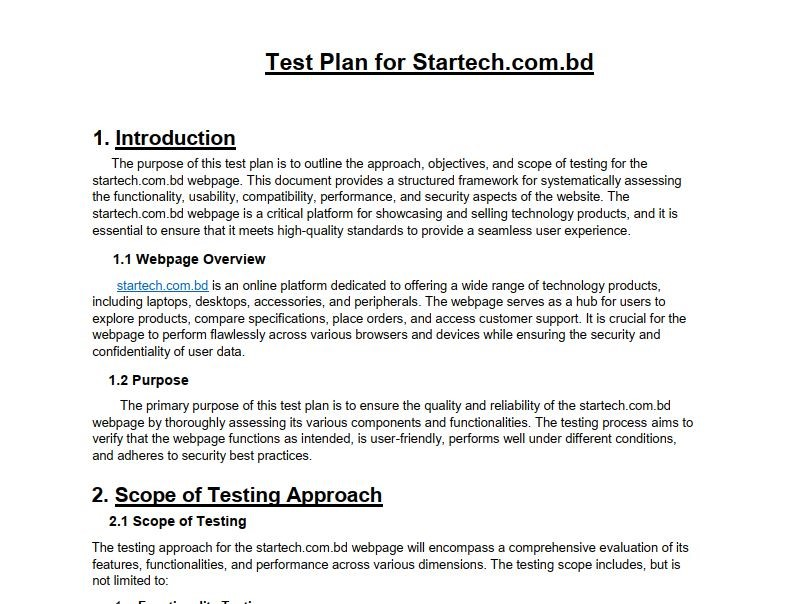 Test Plan for Startech.com.bd
1. Introduction
The purpose of this test plan is to outline the approach, objectives, and scope of testing for the
startech.com.bd webpage. This document provides a structured framework for systematically assessing
the functionality, usability, compatibility, performance, and security aspects of the website. The
startech.com.bd webpage is a critical platform for showcasing and selling technology products, and it is
essential to ensure that it meets high-quality standards to provide a seamless user experience.
1.1 Webpage Overview
startech.com.bd is an online platform dedicated to offering a wide range of technology products,
including laptops, desktops, accessories, and peripherals. The webpage serves as a hub for users to
explore products, compare specifications, place orders, and access customer support. It is crucial for the
webpage to perform flawlessly across various browsers and devices while ensuring the security and
confidentiality of user data.
1.2 Purpose
The primary purpose of this test plan is to ensure the quality and reliability of the startech.com.bd
webpage by thoroughly assessing its various components and functionalities. The testing process aims to
verify that the webpage functions as intended, is user-friendly, performs well under different conditions,
and adheres to security best practices.
2. Scope of Testing Approach
2.1 Scope of Testing
The testing approach for the startech.com.bd webpage will encompass a comprehensive evaluation of its
features, functionalities, and performance across various dimensions. The testing scope includes, but is
not limited to: